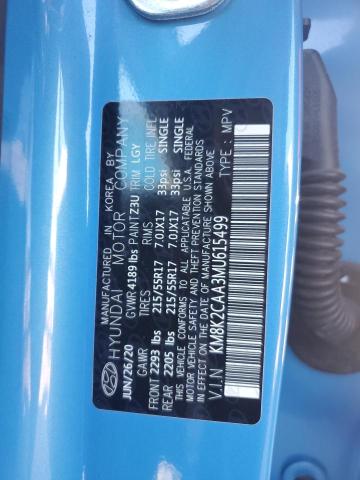 MANUFACTURED IN KOREA BY
HYUNDAI MOTOR COMPANY
JUN/26/20 GVWR 4189 lbs PAINT Z3U TRIM LGY
GAWR TIRES RIMS COLD TIRE INFL
FRONT 2293 lbs 215/55R17 7.0JX17 33psi SINGLE
REAR 2205 lbs 215/55R17 7.0JX17 33psi SINGLE
THIS VEHICLE CONFORMS TO ALL APPLICABLE U.S.A. FEDERAL
MOTOR VEHICLE SAFETY BUMPER, AND THEFT PREVENTION
STANDARDS IN EFFECT ON THE DATE OF MANUFACTURE SHOWN ABOVE.
V.I.N KM8K2CAA3MU615499 TYPE : MPV